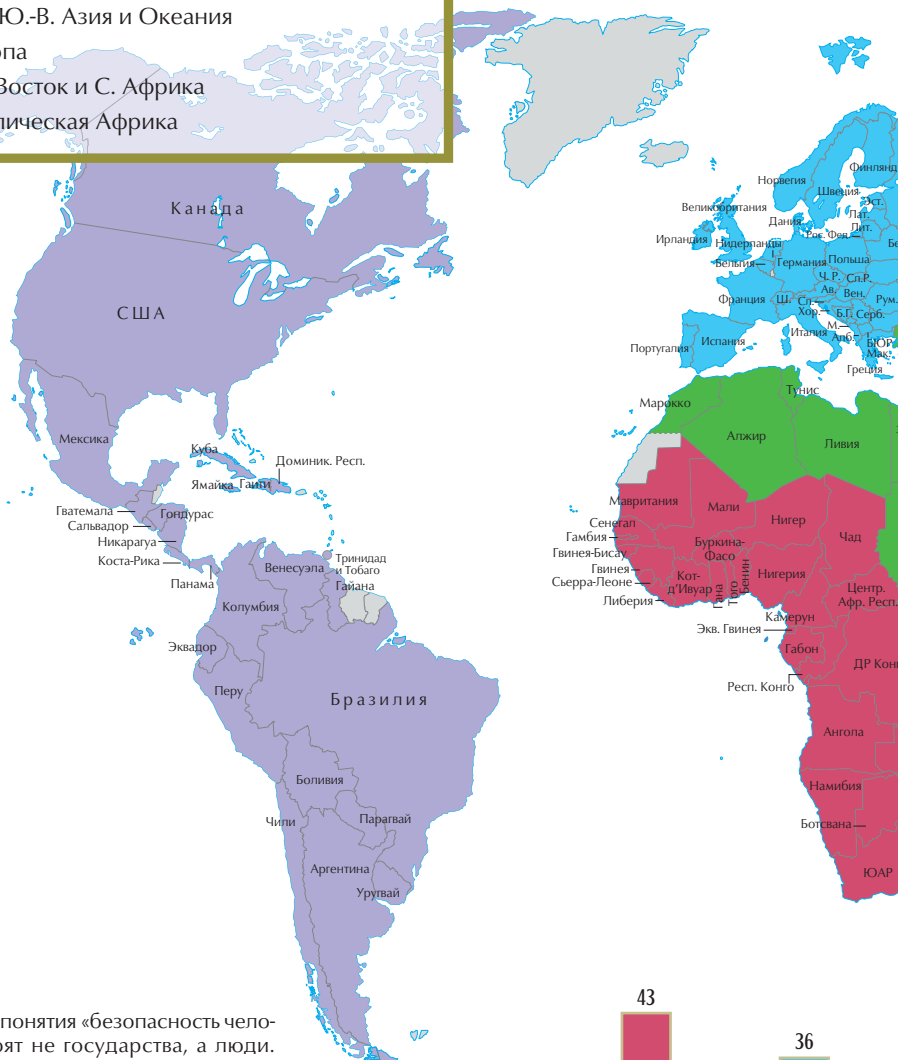 Ю.-В. Азия и Океания
опа
Восток и С. Африка
пическая Африка
Канада
США
Мексика
Куба
Доминик. Респ.
Ямайка
Гаити
Гватемала
Гондурас
Сальвадор
Никарагуа
Коста-Рика
Панама
Венесуэла
Тринидад
и Тобаго
Гайана
Колумбия
Эквадор
Перу
Бразилия
Боливия
Чили
Парагвай
Аргентина
Уругвай
Норвегия
Финлянд
Швеция
Великобритания
Эст.
Дания
Лат.
Лит.
Ирландия
Нидерланды
Рос. Фед.
Бе
Бельгия
Германия
Польша
Ч. Р.
Сл.Р.
Ав.
Вен.
Франция
Ш.
Сл.
Рум.
Хор.
Б.Г.
Серб.
Италия
М.
Алб.
БЮР
Мак.
Португалия
Испания
Греция
Марокко
Тунис
Алжир
Ливия
Мавритания
Мали
Нигер
Чад
Сенегал
Гамбия
Гвинея-Бисау
Буркина-
Фасо
Гвинея
Сьерра-Леоне
Либерия
Кот-
д’Ивуар
Гана
Того
Бенин
Нигерия
Центр.
Афр. Респ.
Камерун
Экв. Гвинея
Габон
ДР Конг
Респ. Конго
Ангола
Намибия
Ботсвана
ЮАР
понятия «безопасность чело-
рят не государства, а люди.
43
36